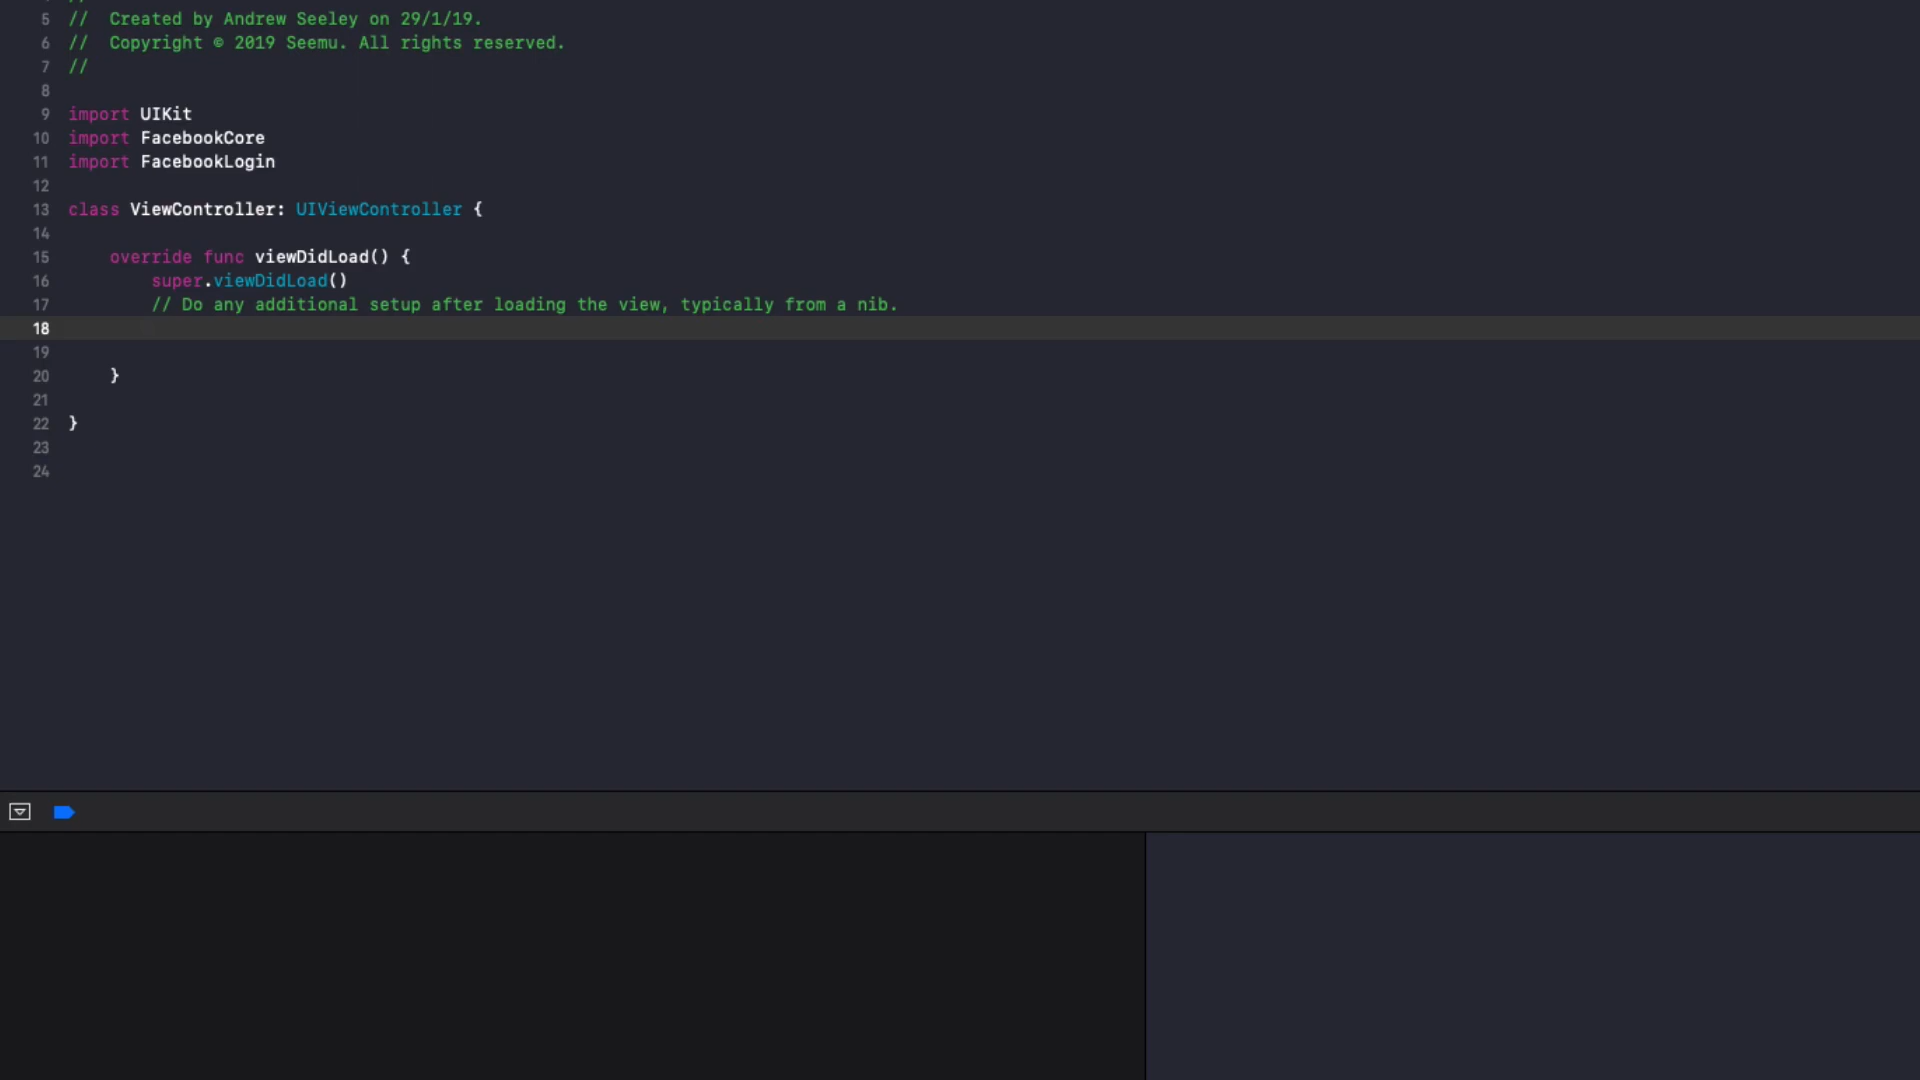 5 //  Created by Andrew Seeley on 29/1/19.
6 //  Copyright © 2019 Seemu. All rights reserved.
7 //
8
9 import UIKit
10 import FacebookCore
11 import FacebookLogin
12
13 class ViewController: UIViewController {
14
15     override func viewDidLoad() {
16         super.viewDidLoad()
17         // Do any additional setup after loading the view, typically from a nib.
18
19
20     }
21
22 }
23
24